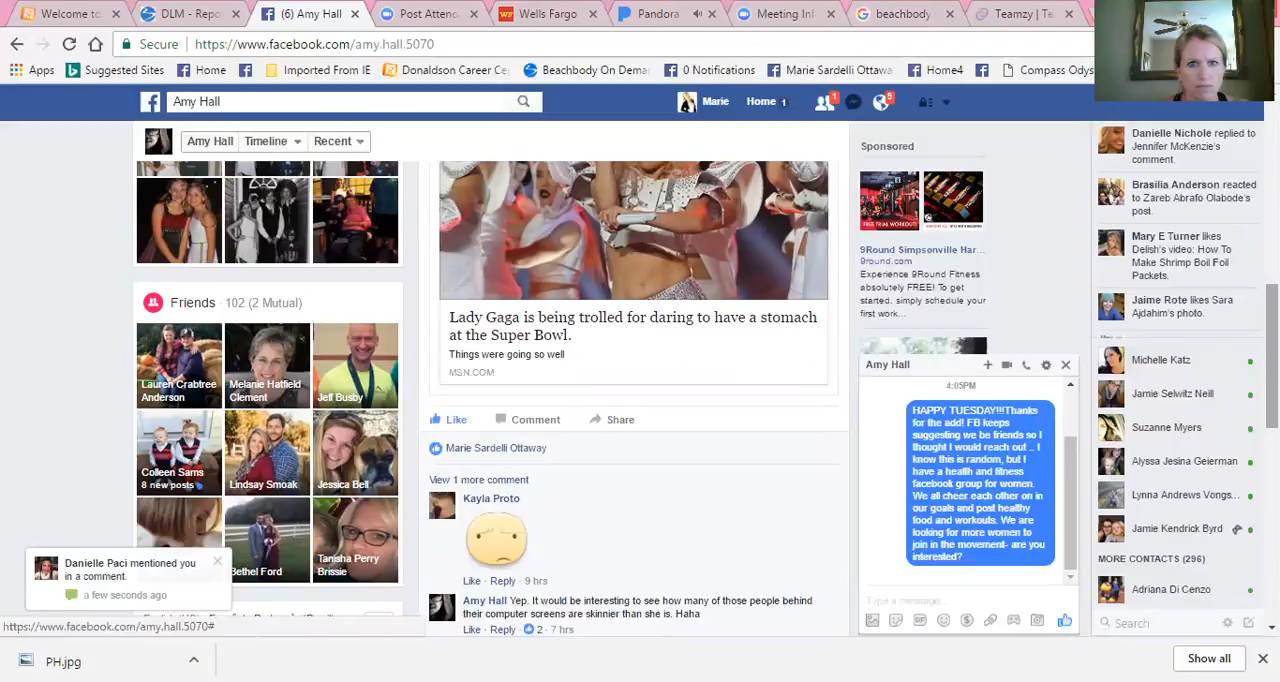 Welcome to
DLM - Repo
(6) Amy Hall
Post Attend
Wells Fargo
Pandora
Meeting In
beachbody
Teamzy | Te
Secure
https://www.facebook.com/amy.hall.5070
Apps
Suggested Sites
Home
Imported From IE
Donaldson Career Ce
Beachbody On Dema
0 Notifications
Marie Sardelli Ottawa
Home4
Compass Odys
Amy Hall
Marie
Home 1
1
5
Amy Hall
Timeline
Recent
Friends · 102 (2 Mutual)
Lauren Crabtree
Anderson
Melanie Hatfield
Clement
Jeff Busby
Colleen Sams
8 new posts
Lindsay Smoak
Jessica Bell
Bethel Ford
Tanisha Perry
Brissie
Danielle Paci mentioned you
in a comment.
a few seconds ago
https://www.facebook.com/amy.hall.5070#
Lady Gaga is being trolled for daring to have a stomach
at the Super Bowl.
Things were going so well
MSN.COM
Like
Comment
Share
Marie Sardelli Ottaway
View 1 more comment
Kayla Proto
Like · Reply · 9 hrs
Amy Hall Yep. It would be interesting to see how many of those people behind
their computer screens are skinnier than she is. Haha
Like · Reply · 2 · 7 hrs
Sponsored
FREE TRIAL WORKOUT
9Round Simpsonville Har...
9round.com
Experience 9Round Fitness
absolutely FREE! To get
started, simply schedule your
first work...
Amy Hall
4:05PM
HAPPY TUESDAY!!!Thanks
for the add! FB keeps
suggesting we be friends so I
thought I would reach out .. I
know this is random, but I
have a health and fitness
facebook group for women.
We all cheer each other on in
our goals and post healthy
food and workouts. We are
looking for more women to
join in the movement- are you
interested?
Type a message...
Danielle Nichole replied to
Jennifer McKenzie's
comment.
Brasilia Anderson reacted
to Zareb Abrafo Olabode's
post.
Mary E Turner likes
Delish's video: How To
Make Shrimp Boil Foil
Packets.
Jaime Rote likes Sara
Ajdahim's photo.
Michelle Katz
Jamie Selwitz Neill
Suzanne Myers
Alyssa Jesina Geierman
Lynna Andrews Vongs...
Jamie Kendrick Byrd
MORE CONTACTS (296)
Adriana Di Cenzo
Search
PH.jpg
Show all